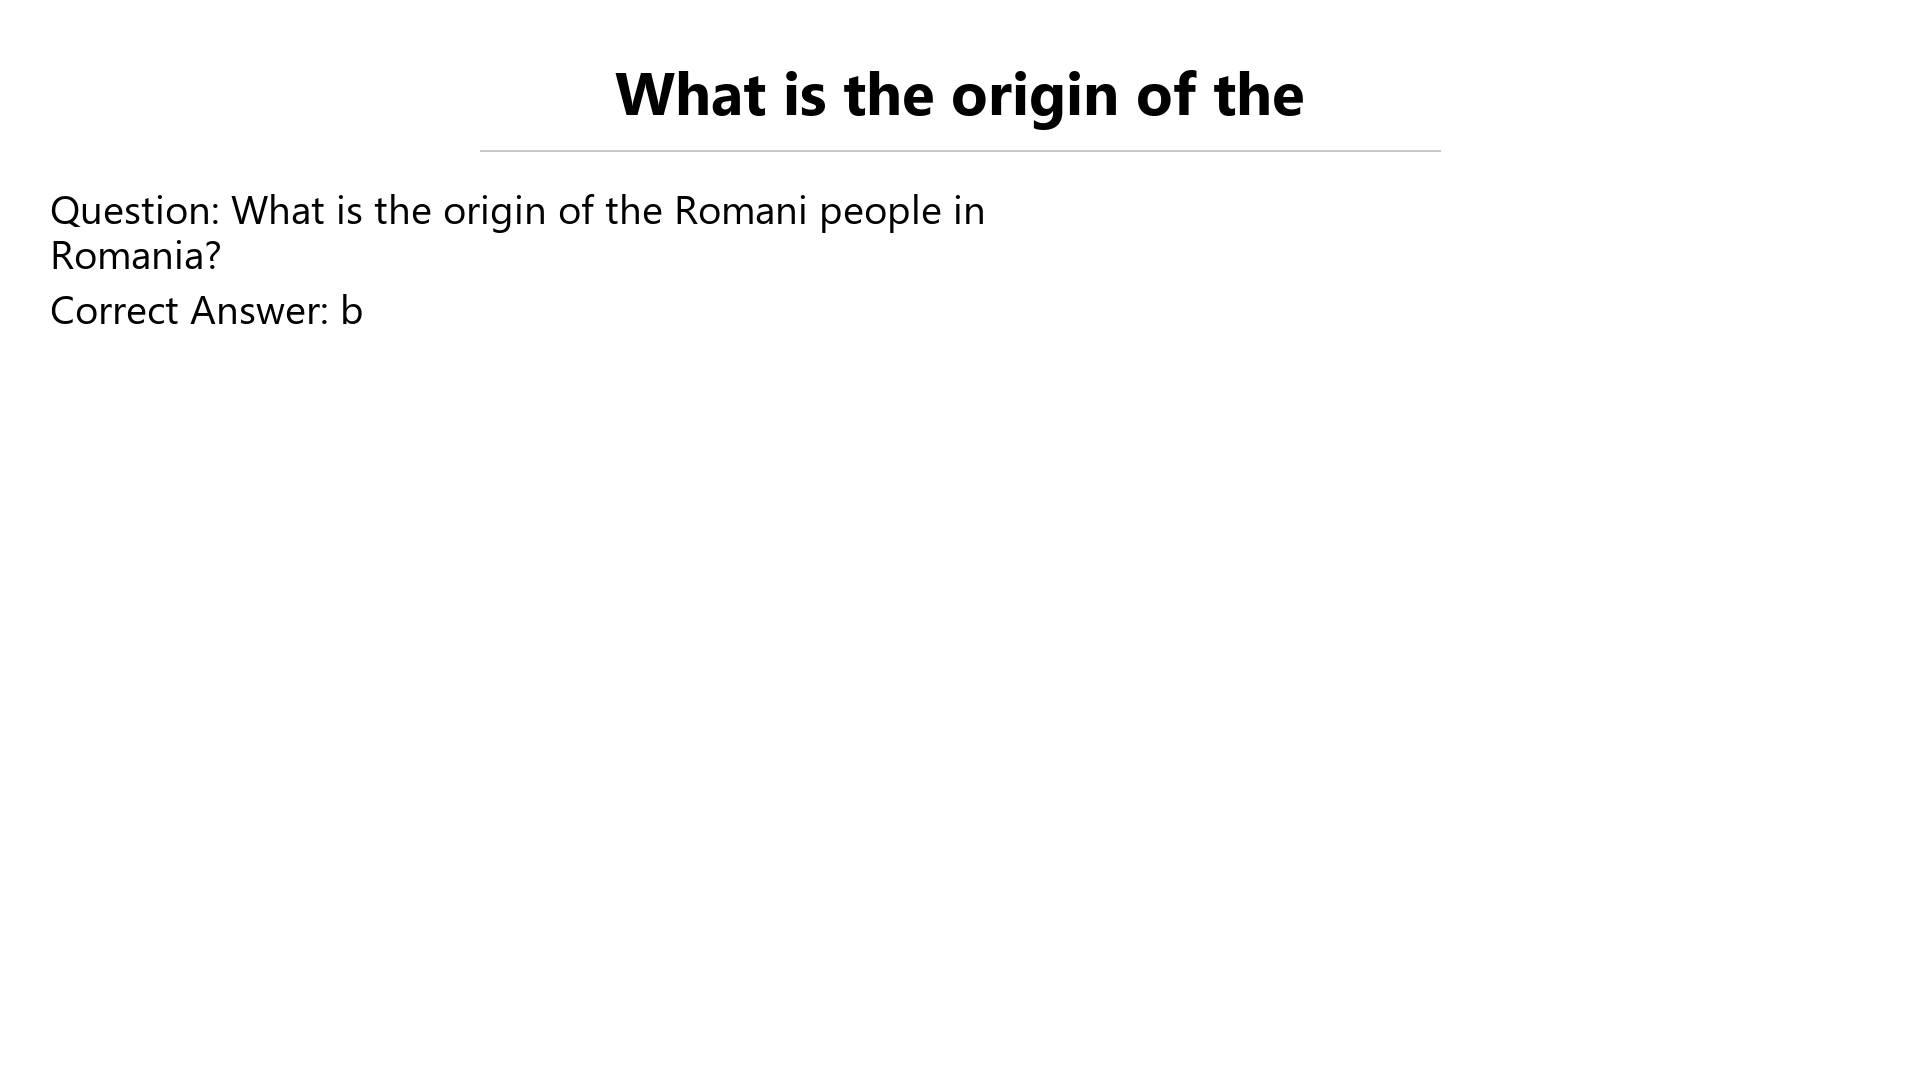 What is the origin of the
Question: What is the origin of the Romani people in
Romania?
Correct Answer: b